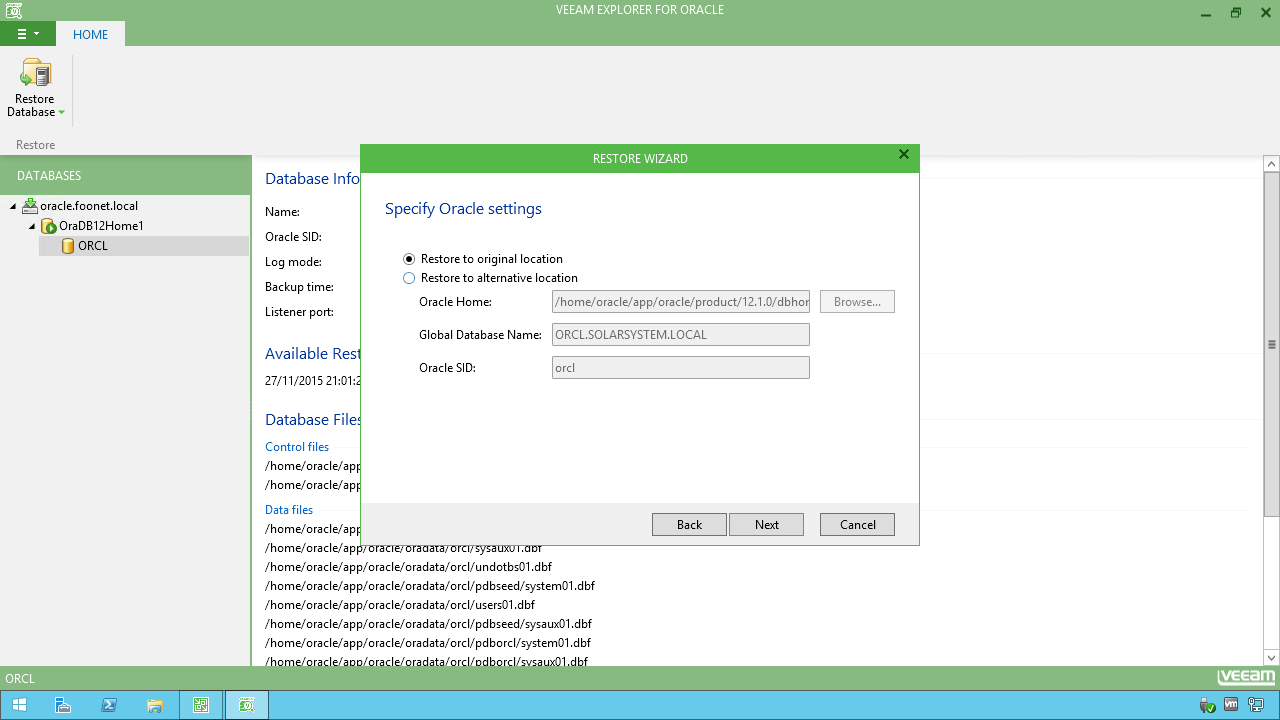 VEEAM EXPLORER FOR ORACLE
HOME
Restore
Database
Restore
DATABASES
oracle.foonet.local
OraDB12Home1
ORCL
Database Info
Name:
Oracle SID:
Log mode:
Backup time:
Listener port:
Available Rest
27/11/2015 21:01:2
Database Files
Control files
/home/oracle/app
/home/oracle/app
Data files
/home/oracle/app
/home/oracle/app/oracle/oradata/orcl/sysaux01.dbf
/home/oracle/app/oracle/oradata/orcl/undotbs01.dbf
/home/oracle/app/oracle/oradata/orcl/pdbseed/system01.dbf
/home/oracle/app/oracle/oradata/orcl/users01.dbf
/home/oracle/app/oracle/oradata/orcl/pdbseed/sysaux01.dbf
/home/oracle/app/oracle/oradata/orcl/pdborcl/system01.dbf
/home/oracle/app/oracle/oradata/orcl/pdborcl/sysaux01.dbf
RESTORE WIZARD
Specify Oracle settings
Restore to original location
Restore to alternative location
Oracle Home: /home/oracle/app/oracle/product/12.1.0/dbhor Browse...
Global Database Name: ORCL.SOLARSYSTEM.LOCAL
Oracle SID: orcl
Back Next Cancel
ORCL
veeam
vm